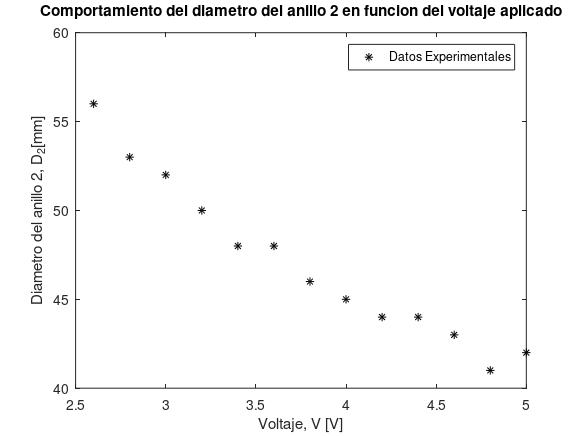 Comportamiento del diametro del anillo 2 en funcion del voltaje aplicado
Datos Experimentales
60
55
50
45
40
Diametro del anillo 2, D₂[mm]
2.5 3 3.5 4 4.5 5
Voltaje, V [V]